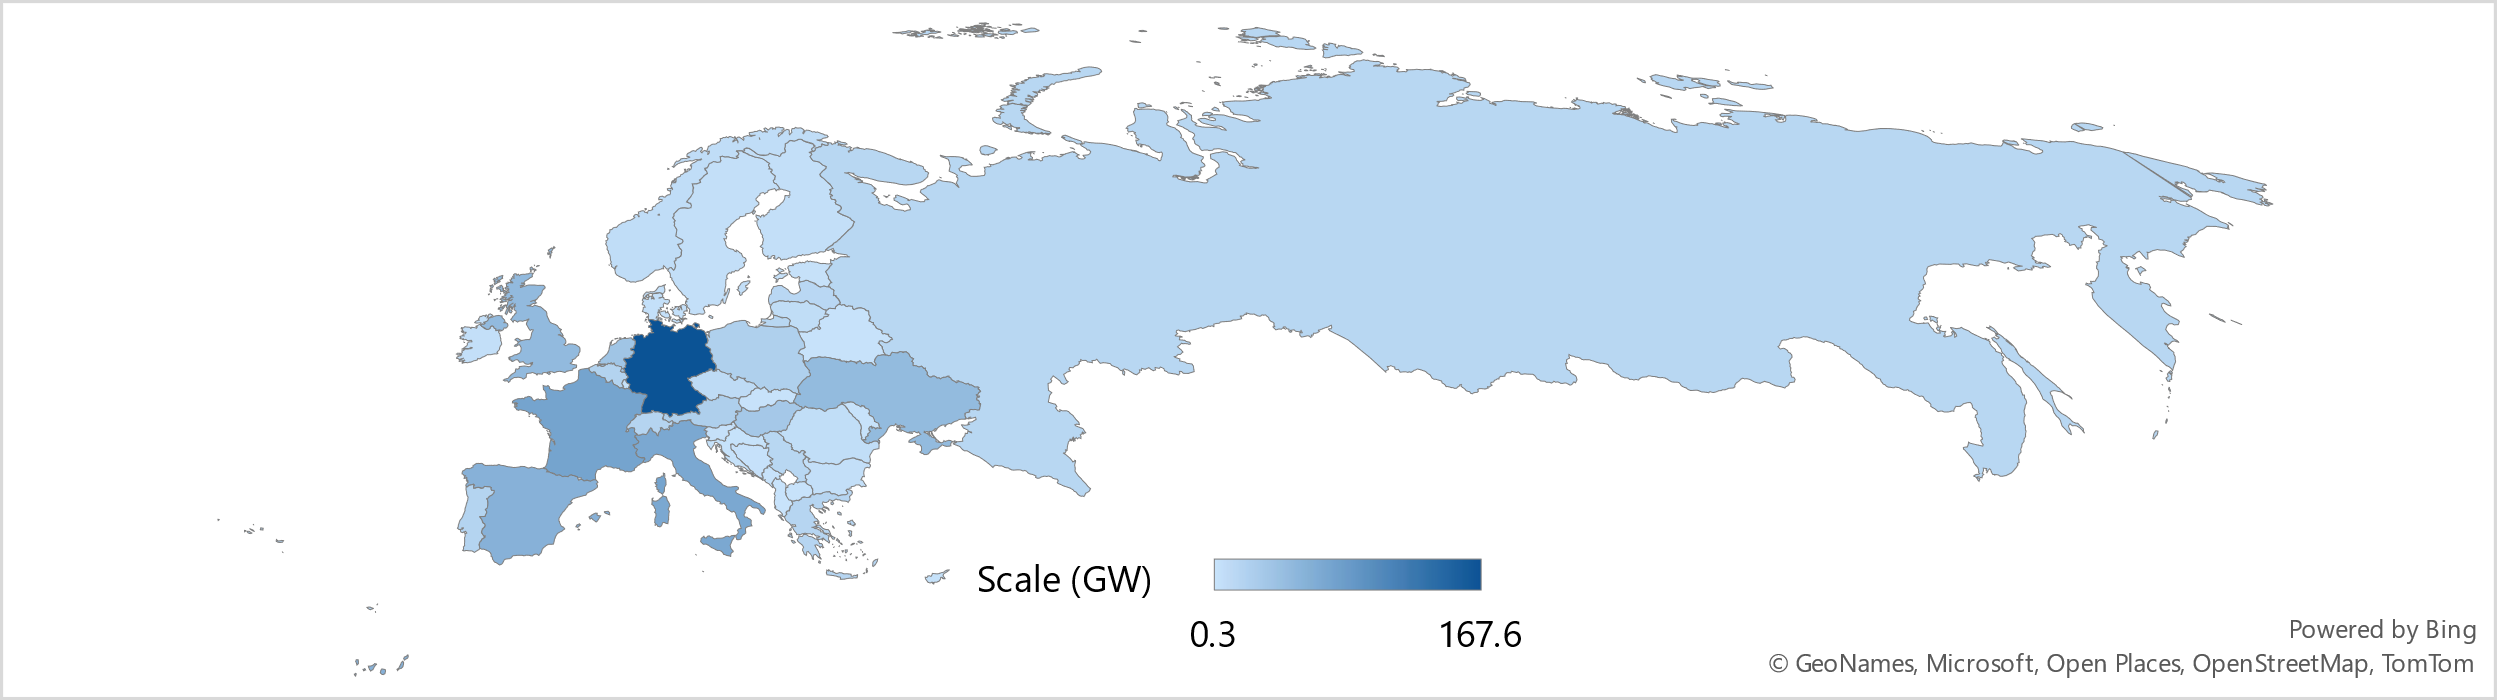 Scale (GW)
0.3 167.6
Powered by Bing
© GeoNames, Microsoft, Open Places, OpenStreetMap, TomTom